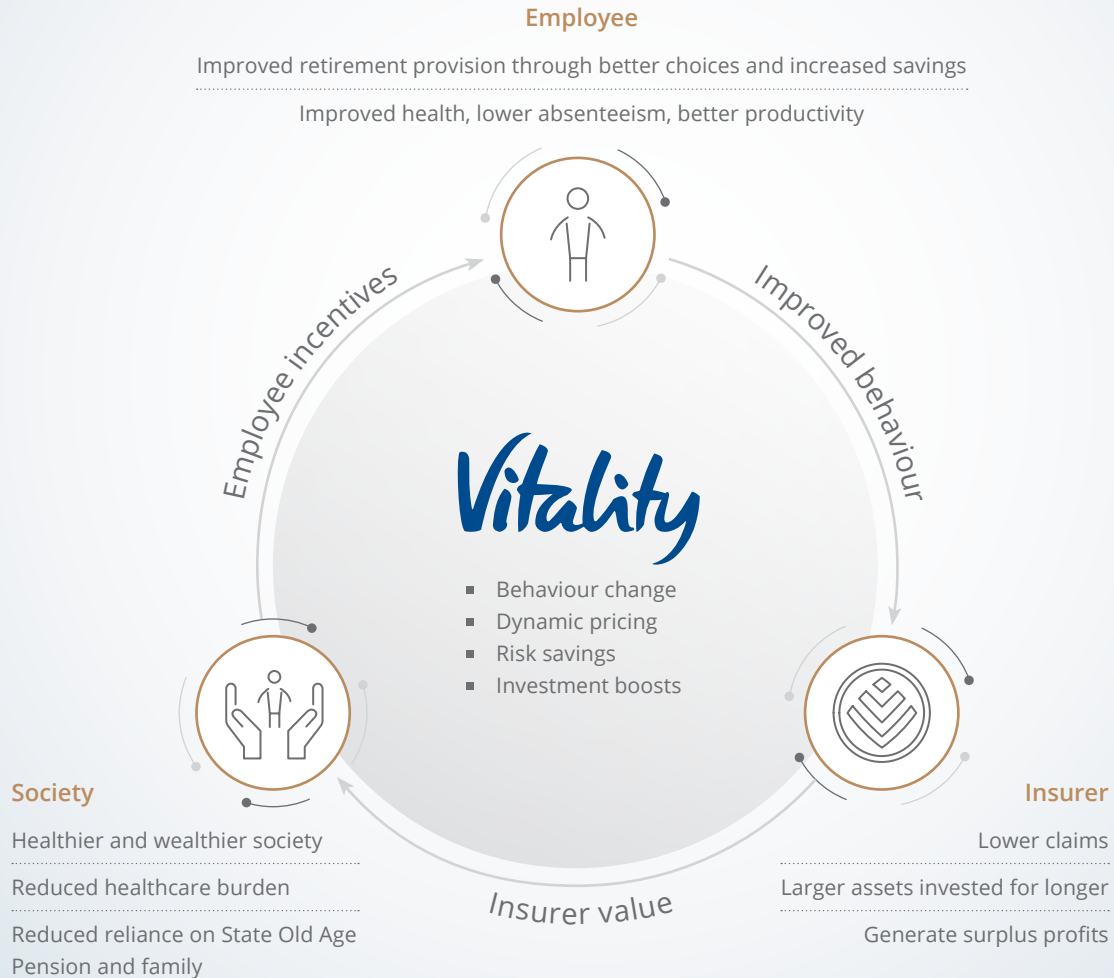 Employee
Improved retirement provision through better choices and increased savings
Improved health, lower absenteeism, better productivity
Employee incentives
Improved behaviour
Vitality
▪ Behaviour change
▪ Dynamic pricing
▪ Risk savings
▪ Investment boosts
Society
Healthier and wealthier society
Reduced healthcare burden
Reduced reliance on State Old Age
Pension and family
Insurer
Lower claims
Larger assets invested for longer
Generate surplus profits
Insurer value